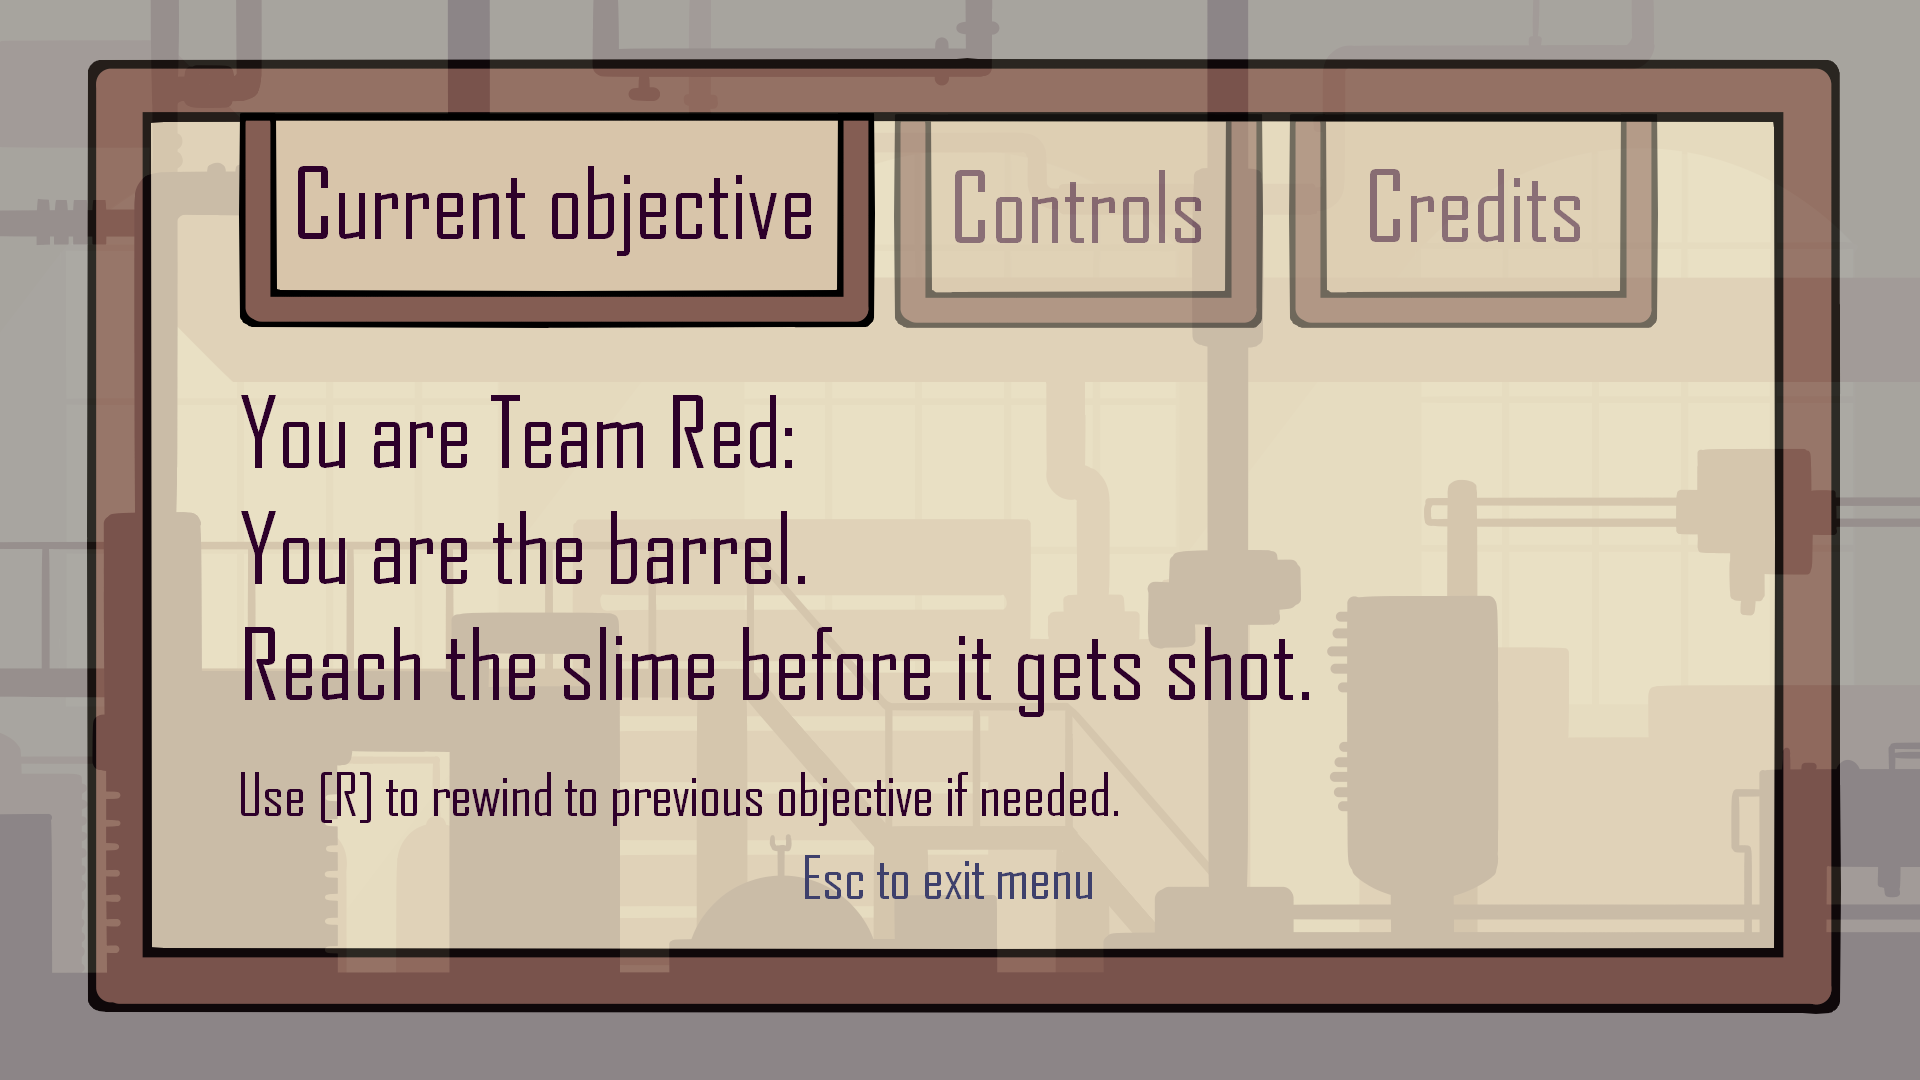 Current objective
Controls
Credits
You are Team Red:
You are the barrel.
Reach the slime before it gets shot.
Use (R) to rewind to previous objective if needed.
Esc to exit menu